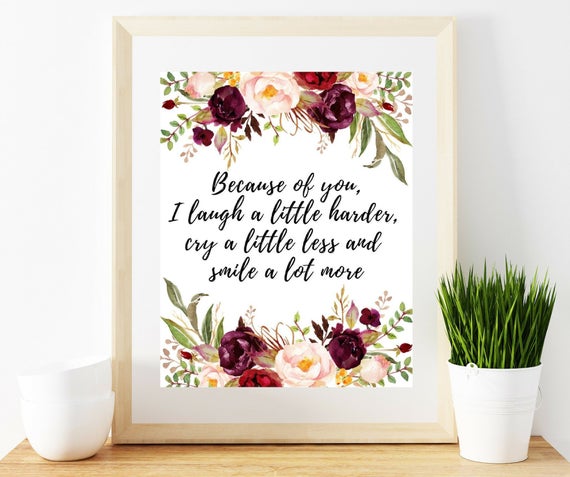 Because of you,
I laugh a little harder,
cry a little less and
smile a lot more